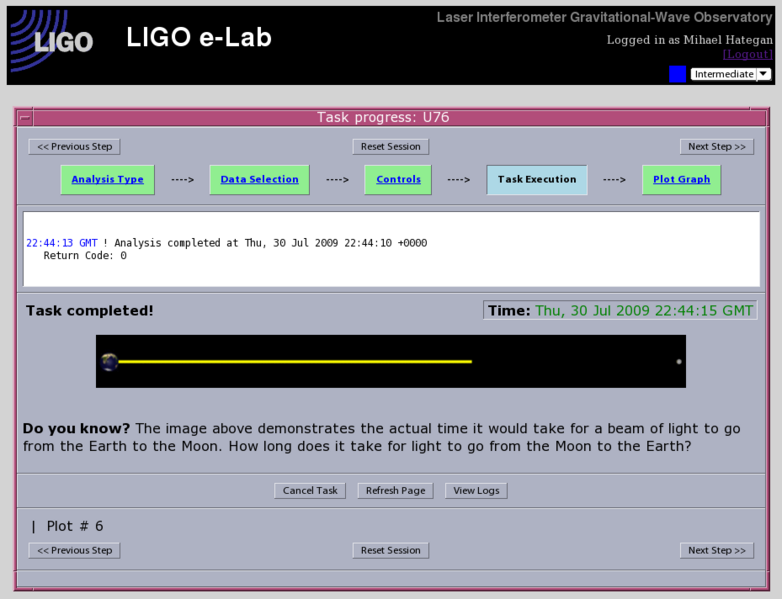 Laser Interferometer Gravitational-Wave Observatory
LIGO
LIGO e-Lab
Logged in as Mihael Hategan
[Logout]
Intermediate
Task progress: U76
<< Previous Step Reset Session Next Step >>
Analysis Type ----> Data Selection ----> Controls ----> Task Execution ----> Plot Graph
22:44:13 GMT ! Analysis completed at Thu, 30 Jul 2009 22:44:10 +0000
Return Code: 0
Task completed! Time: Thu, 30 Jul 2009 22:44:15 GMT
Do you know? The image above demonstrates the actual time it would take for a beam of light to go
from the Earth to the Moon. How long does it take for light to go from the Moon to the Earth?
Cancel Task Refresh Page View Logs
| Plot # 6
<< Previous Step Reset Session Next Step >>